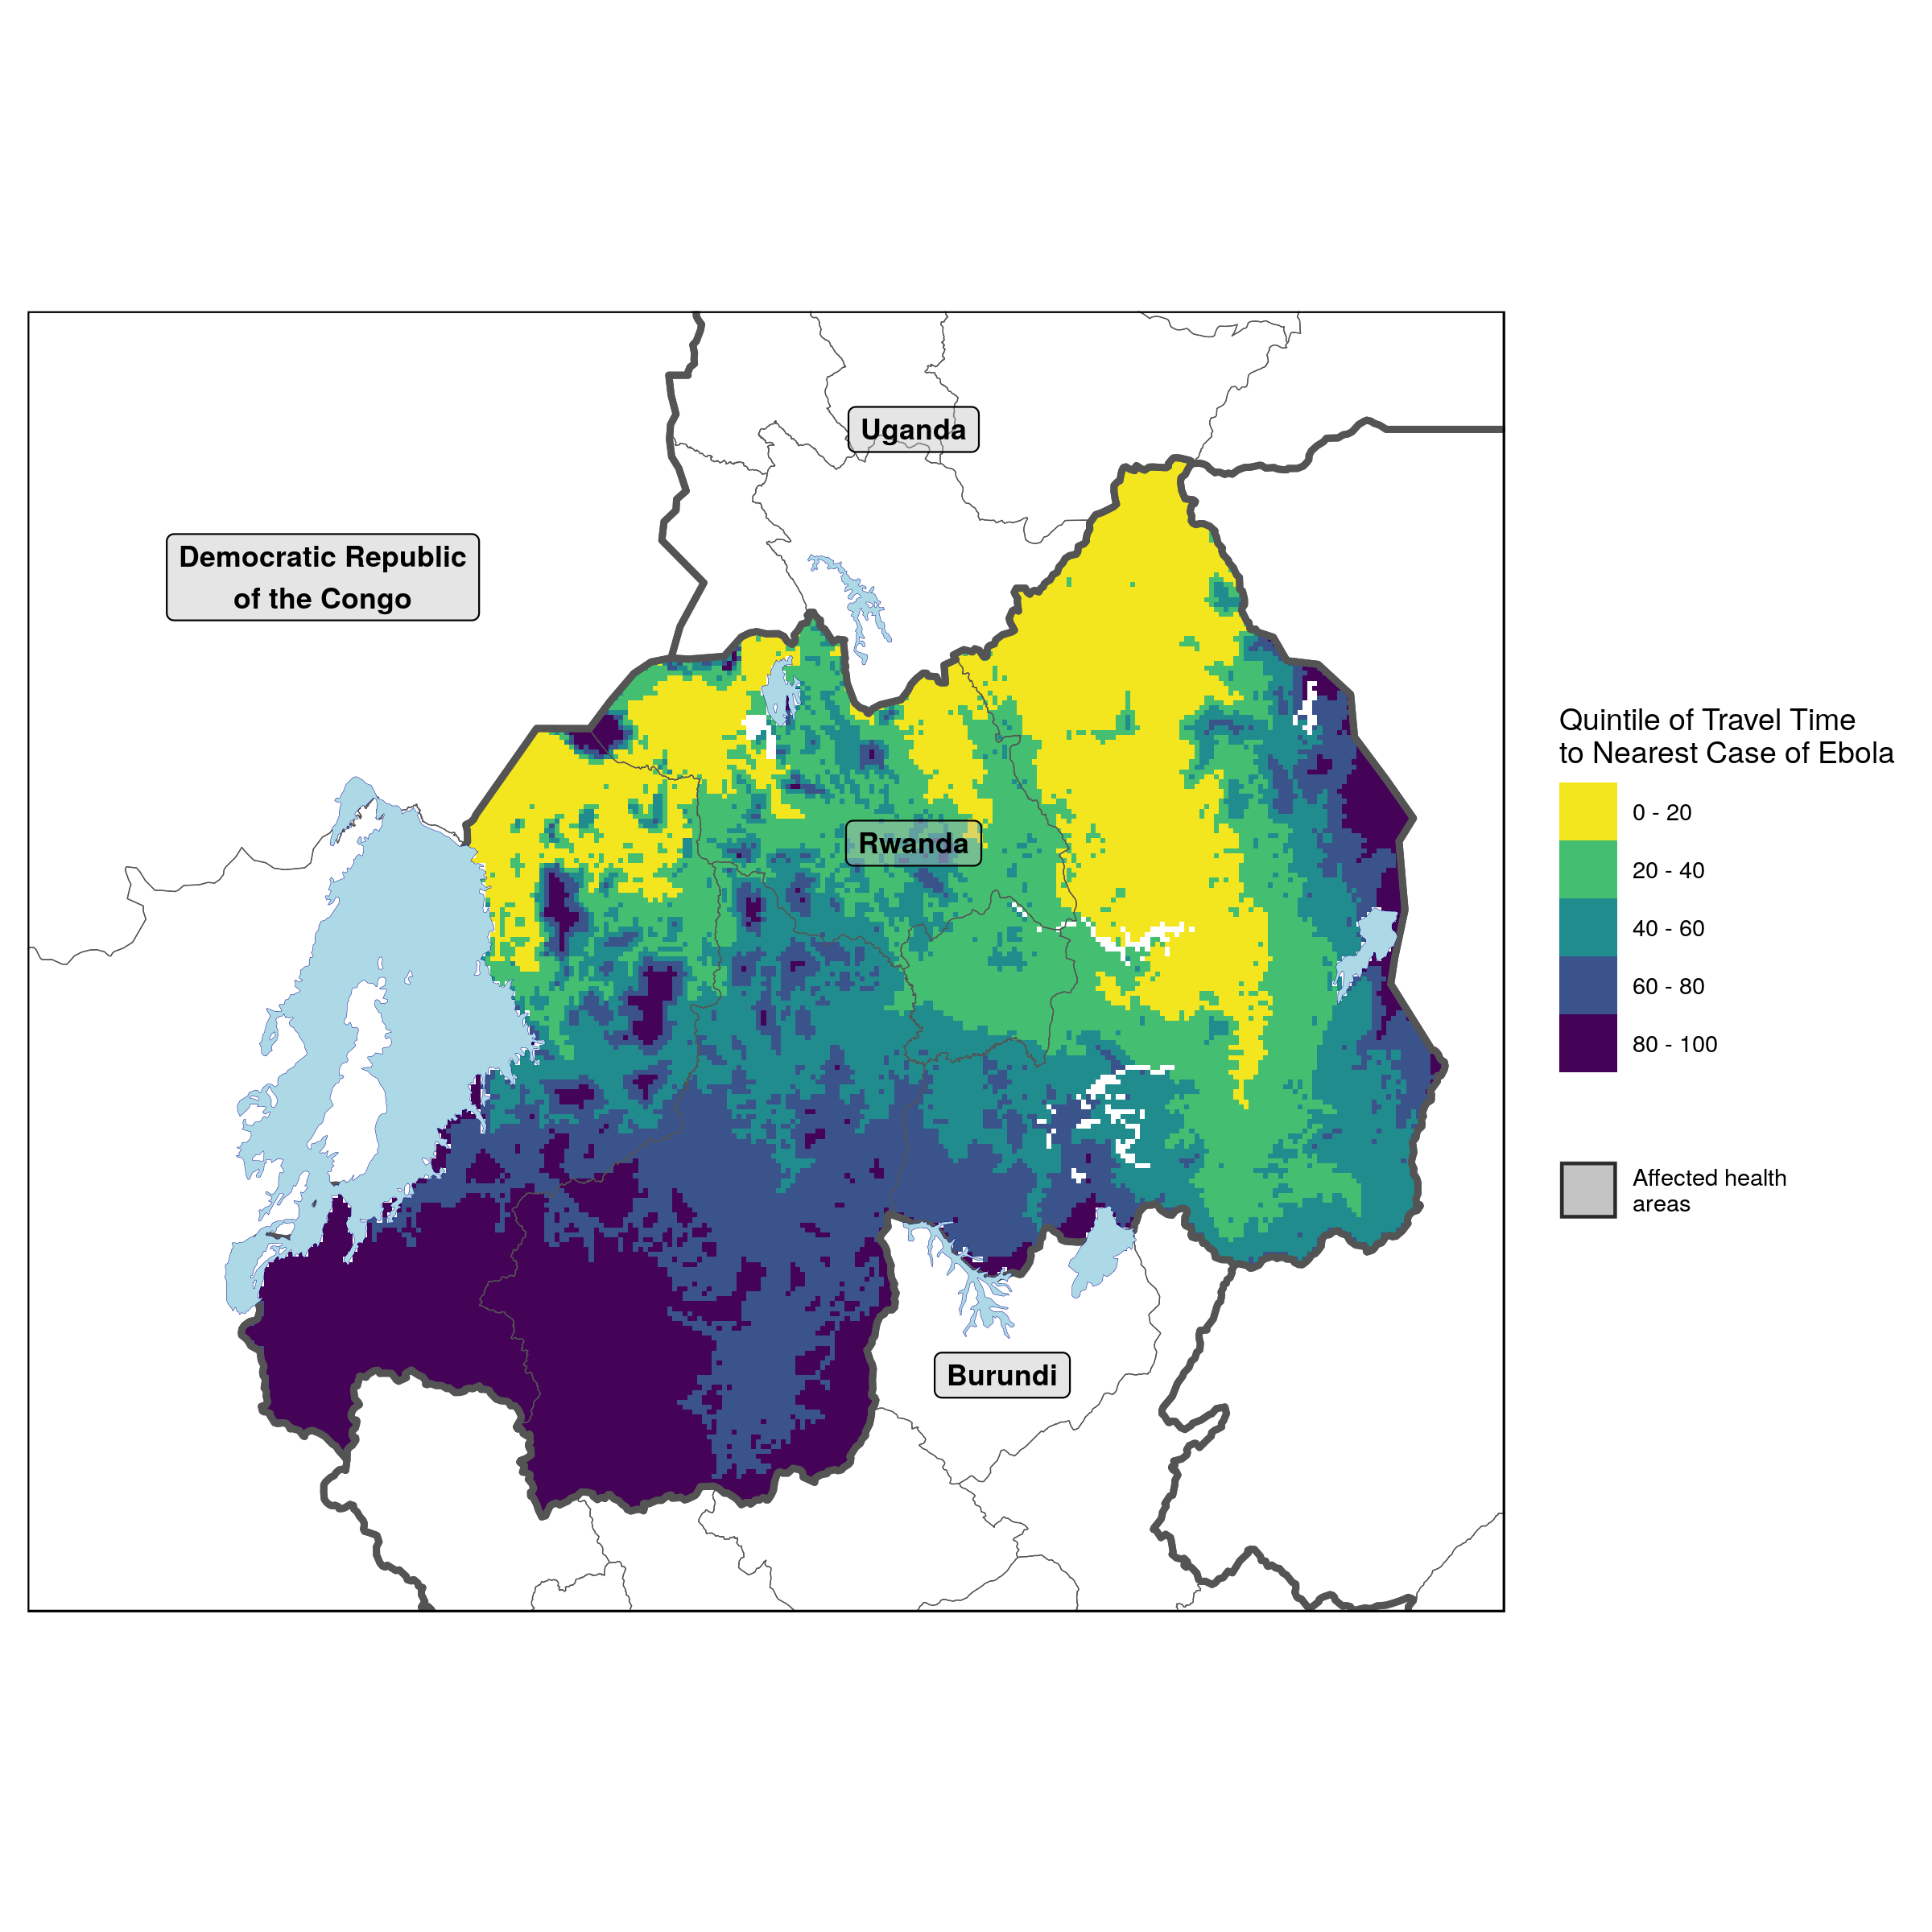 Uganda
Democratic Republic
of the Congo
Rwanda
Burundi
Quintile of Travel Time
to Nearest Case of Ebola
0 - 20
20 - 40
40 - 60
60 - 80
80 - 100
Affected health
areas